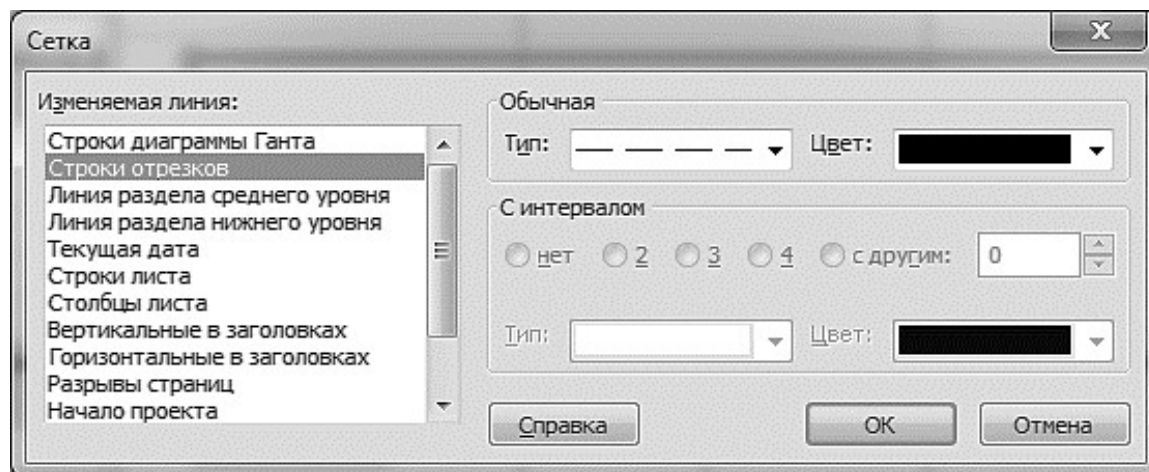 Сетка
Изменяемая линия:
Строки диаграммы Ганта
Строки отрезков
Линия раздела среднего уровня
Линия раздела нижнего уровня
Текущая дата
Строки листа
Столбцы листа
Вертикальные в заголовках
Горизонтальные в заголовках
Разрывы страниц
Начало проекта
Обычная
Тип: Цвет:
С интервалом
нет 2 3 4 с другим: 0
Тип: Цвет:
Справка ОК Отмена